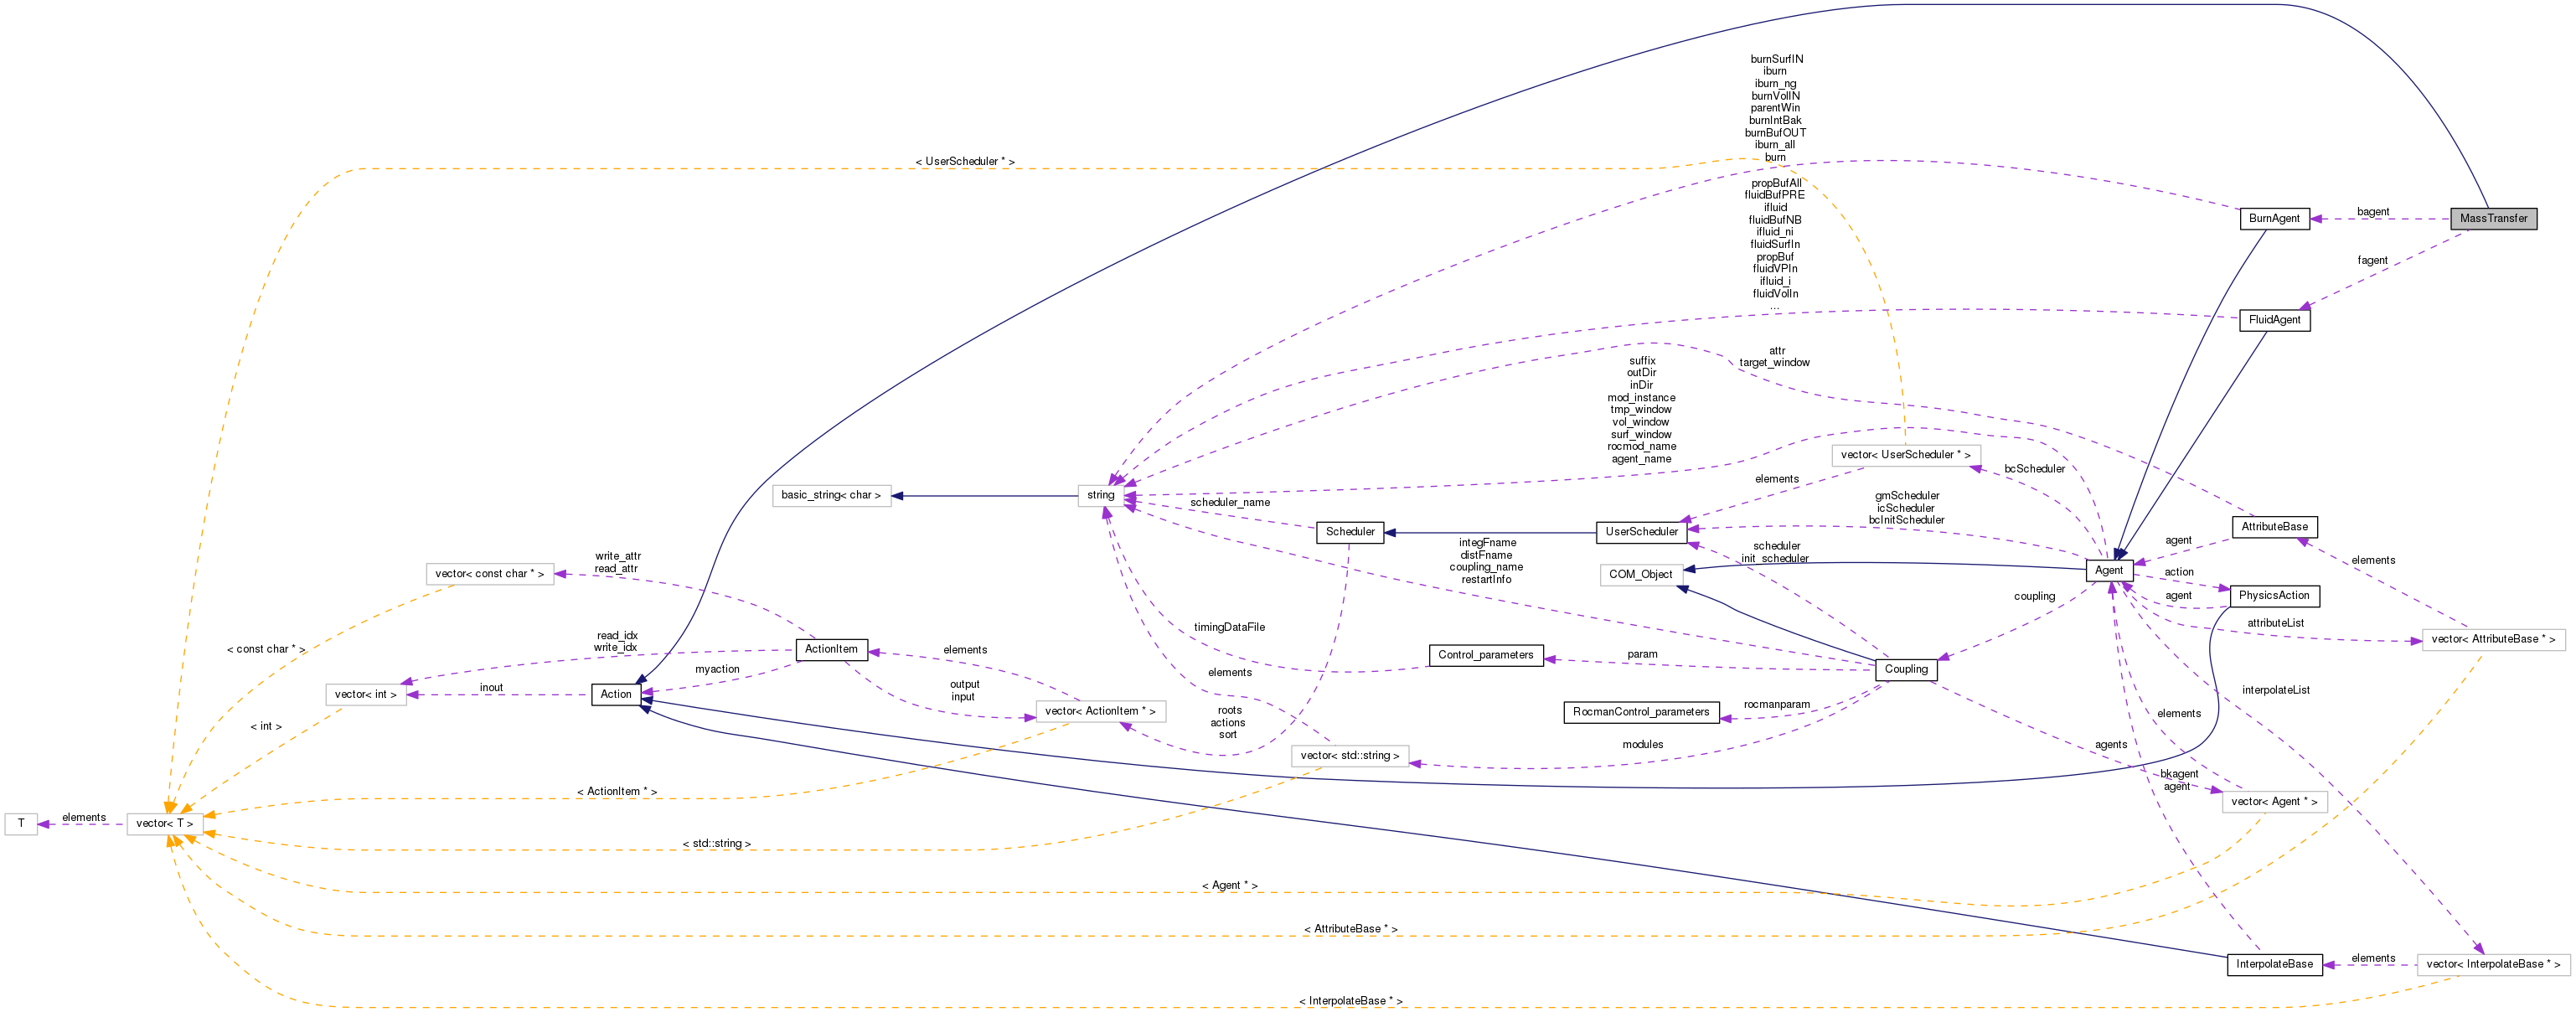 burnSurfIN
iburn
iburn_ng
burnVolIN
parentWin
burnIntBak
burnBufOUT
iburn_all
burn
< UserScheduler * >
propBufAll
fluidBufPRE
ifluid
fluidBufNB
ifluid_ni
fluidSurfIn
propBuf
fluidVPIn
ifluid_i
fluidVolIn
...
bagent
BurnAgent
MassTransfer
fagent
FluidAgent
attr
target_window
suffix
outDir
inDir
mod_instance
tmp_window
vol_window
surf_window
rocmod_name
agent_name
vector< UserScheduler * >
bcScheduler
elements
basic_string< char >
string
scheduler_name
gmScheduler
icScheduler
bcInitScheduler
Scheduler
UserScheduler
AttributeBase
agent
elements
integFname
distFname
coupling_name
restartInfo
scheduler
init_scheduler
COM_Object
Agent
action
agent
PhysicsAction
write_attr
read_attr
vector< const char * >
coupling
attributeList
timingDataFile
vector< AttributeBase * >
read_idx
write_idx
ActionItem
elements
< const char * >
Control_parameters
param
Coupling
myaction
elements
vector< int >
inout
Action
output
input
vector< ActionItem * >
interpolateList
roots
actions
sort
RocmanControl_parameters
rocmanparam
elements
< int >
modules
agents
vector< std::string >
bkagent
agent
< ActionItem * >
vector< Agent * >
T
elements
vector< T >
< std::string >
< Agent * >
< AttributeBase * >
InterpolateBase
elements
vector< InterpolateBase * >
< InterpolateBase * >